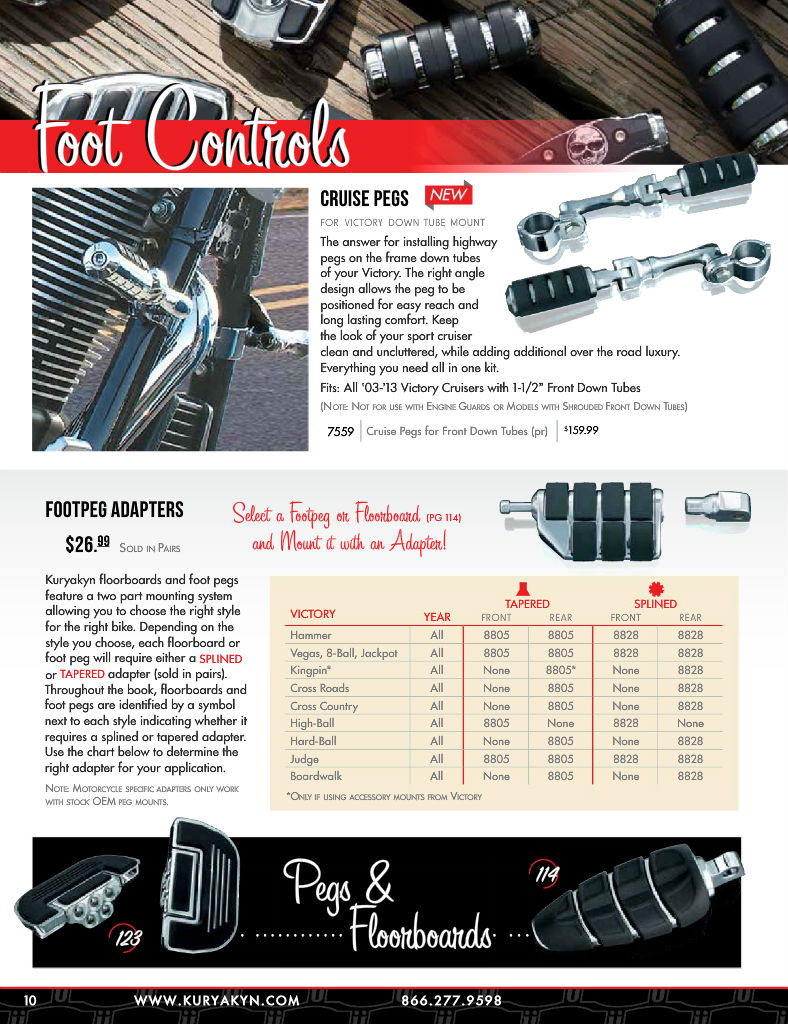 Foot Controls
CRUISE PEGS NEW
FOR VICTORY DOWN TUBE MOUNT
The answer for installing highway
pegs on the frame down tubes
of your Victory. The right angle
design allows the peg to be
positioned for easy reach and
long lasting comfort. Keep
the look of your sport cruiser
clean and uncluttered, while adding additional over the road luxury.
Everything you need all in one kit.
Fits: All '03-'13 Victory Cruisers with 1-1/2" Front Down Tubes
(Note: Not for use with Engine Guards or Models with Shrouded Front Down Tubes)
7559 Cruise Pegs for Front Down Tubes (pr) $159.99
FOOTPEG ADAPTERS
$26.99 Sold in Pairs
Select a Footpeg or Floorboard (PG 114)
and Mount it with an Adapter!
Kuryakyn floorboards and foot pegs
feature a two part mounting system
allowing you to choose the right style
for the right bike. Depending on the
style you choose, each floorboard or
foot peg will require either a SPLINED
or TAPERED adapter (sold in pairs).
Throughout the book, floorboards and
foot pegs are identified by a symbol
next to each style indicating whether it
requires a splined or tapered adapter.
Use the chart below to determine the
right adapter for your application.
Note: Motorcycle specific adapters only work
with stock OEM peg mounts.
TAPERED SPLINED
VICTORY YEAR FRONT REAR FRONT REAR
Hammer All 8805 8805 8828 8828
Vegas, 8-Ball, Jackpot All 8805 8805 8828 8828
Kingpin* All None 8805* None 8828
Cross Roads All None 8805 None 8828
Cross Country All None 8805 None 8828
High-Ball All 8805 None 8828 None
Hard-Ball All None 8805 None 8828
Judge All 8805 8805 8828 8828
Boardwalk All None 8805 None 8828
*Only if using accessory mounts from Victory
Pegs &
Floorboards
114
123
10 WWW.KURYAKYN.COM 866.277.9598